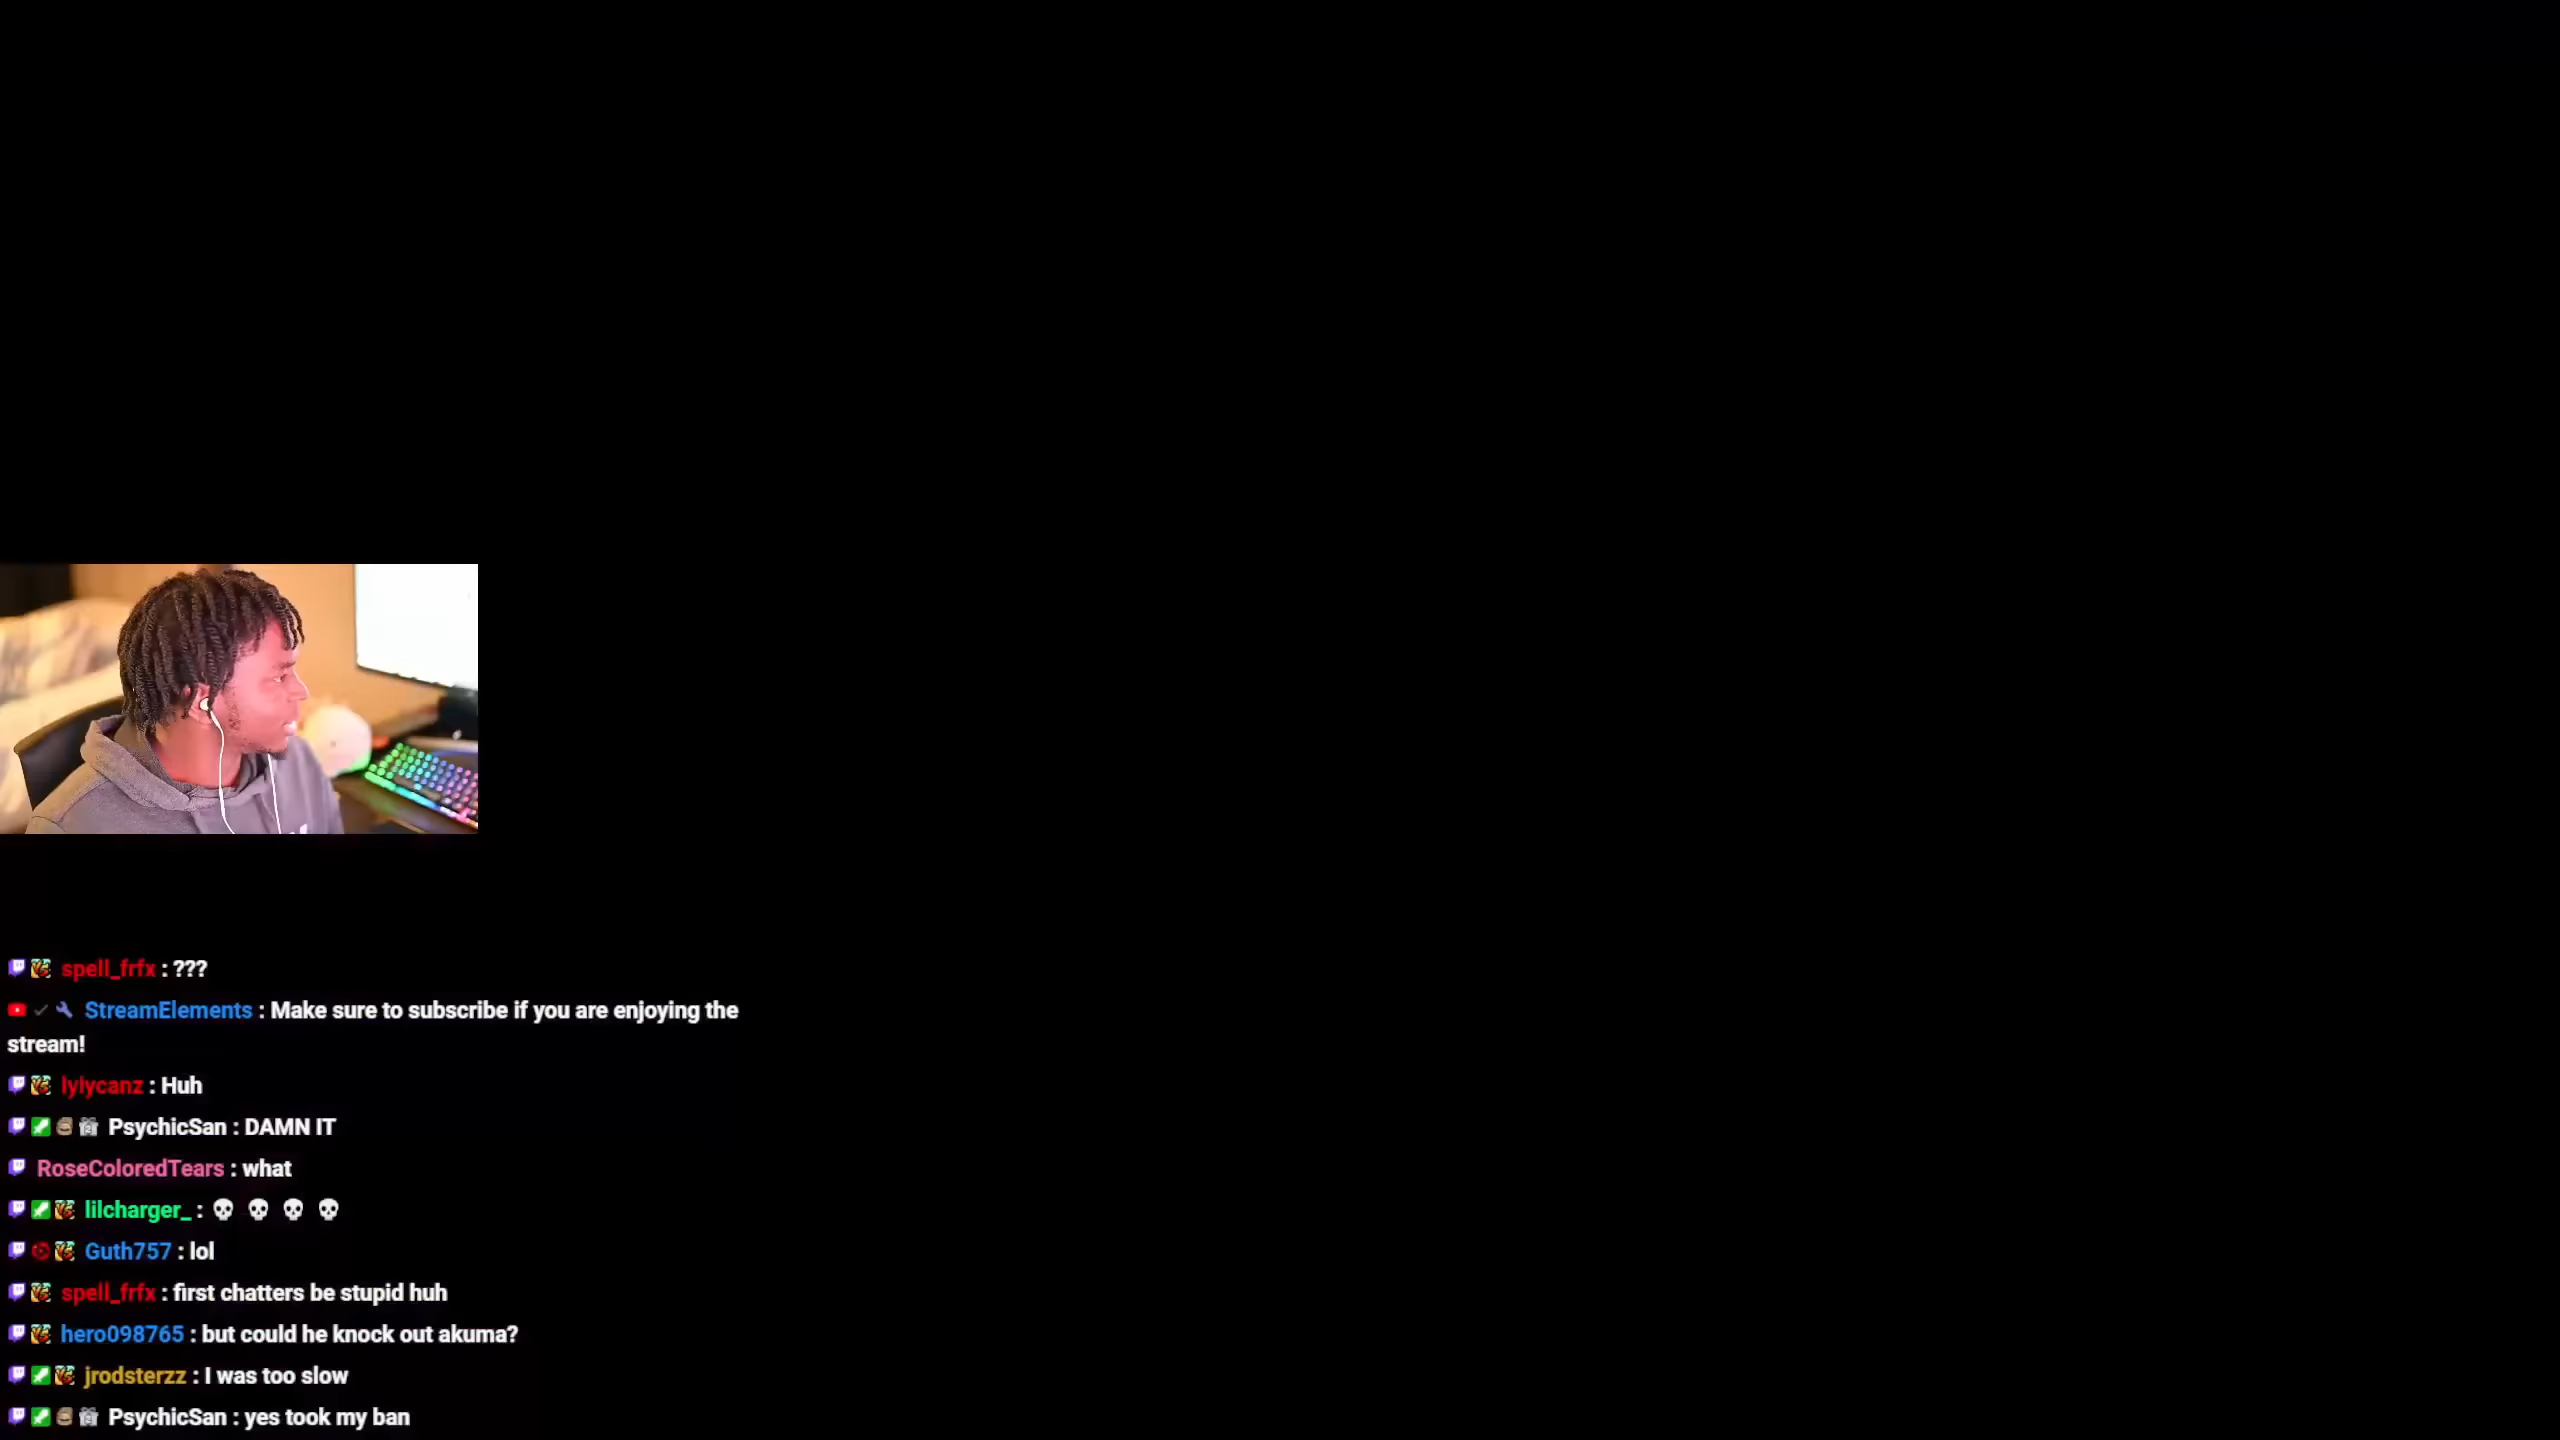 spell_frfx : ???
StreamElements : Make sure to subscribe if you are enjoying the
stream!
lylycanz : Huh
PsychicSan : DAMN IT
RoseColoredTears : what
lilcharger_ : 💀 💀 💀 💀
Guth757 : lol
spell_frfx : first chatters be stupid huh
hero098765 : but could he knock out akuma?
jrodsterzz : I was too slow
PsychicSan : yes took my ban